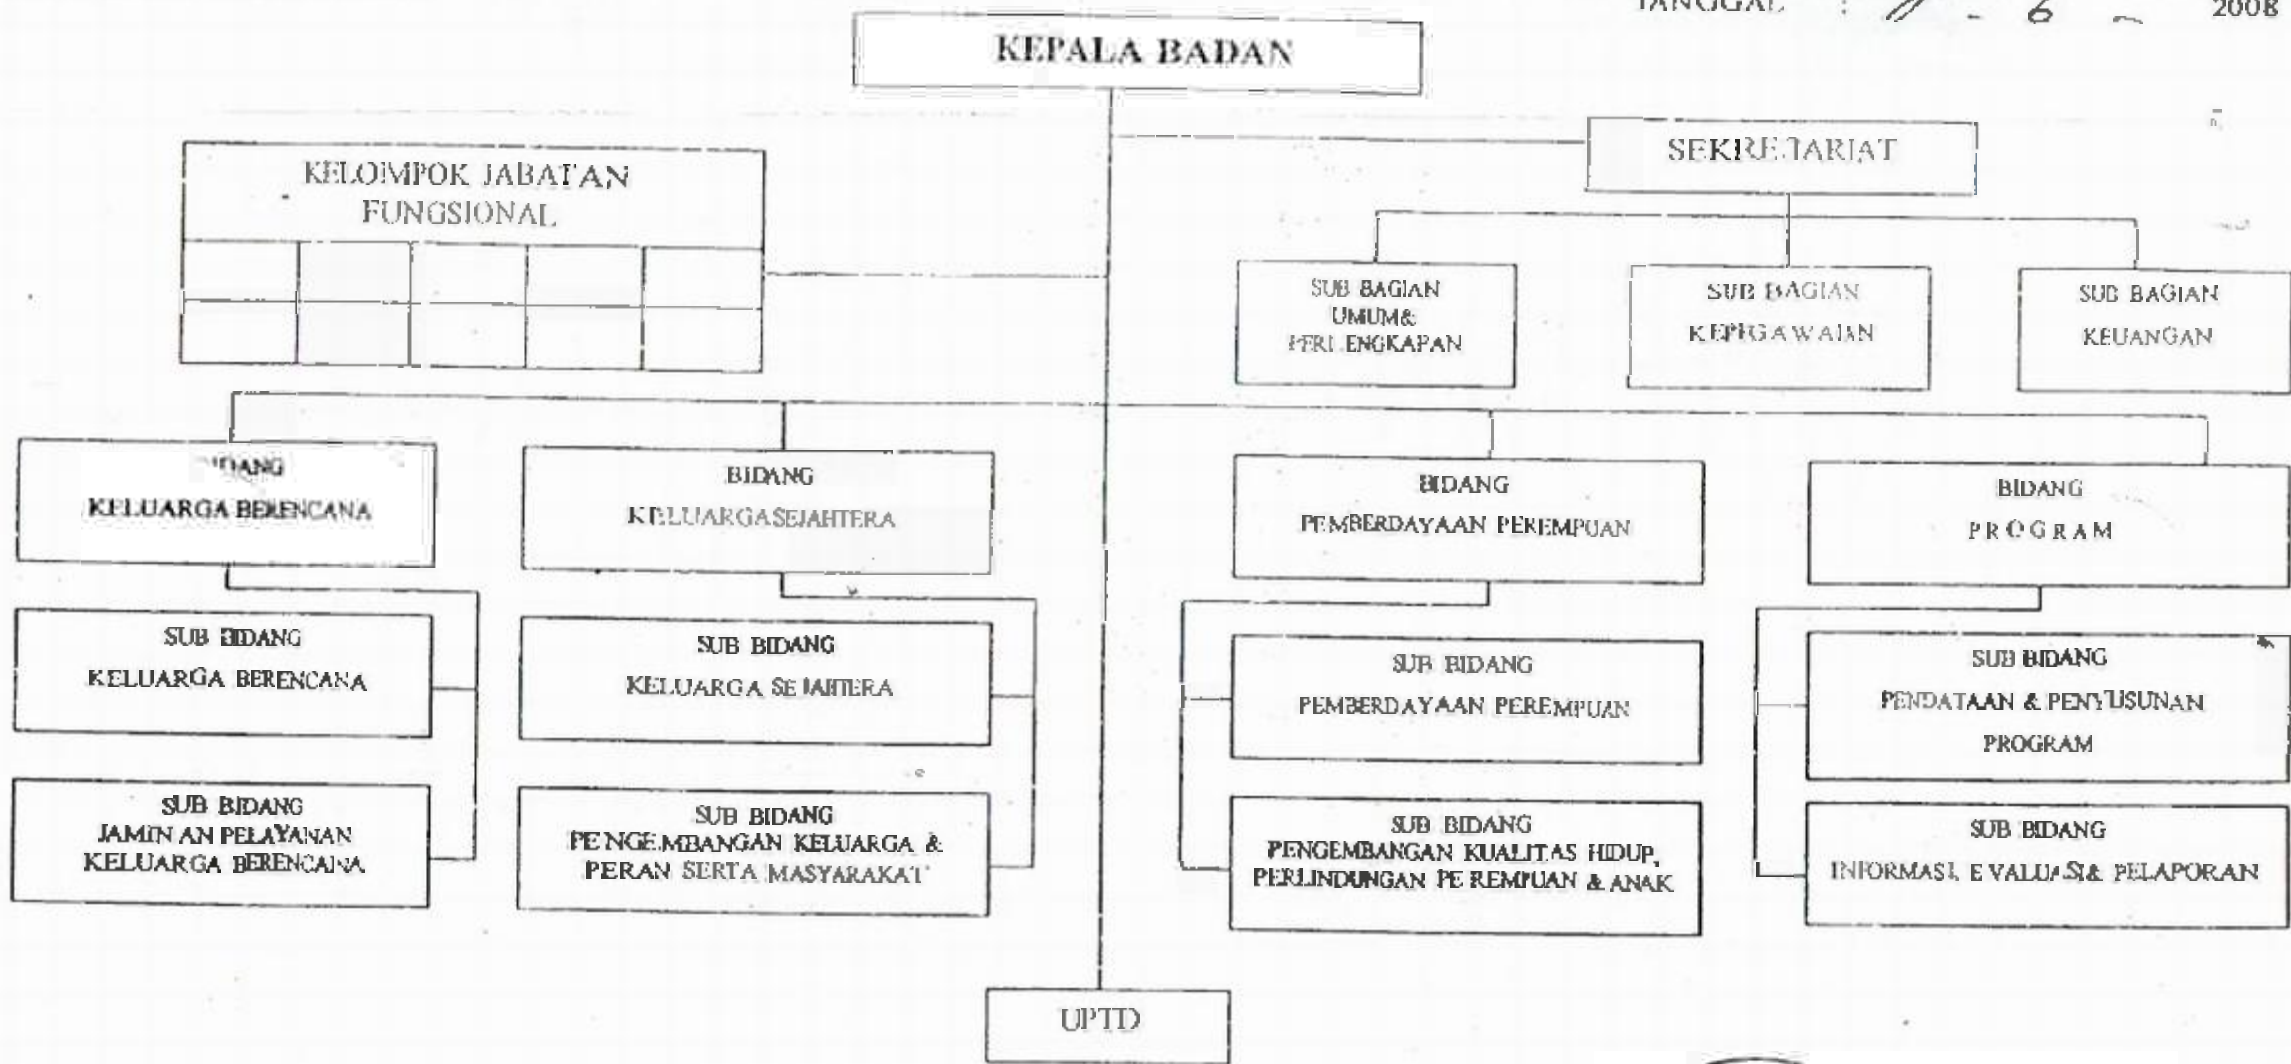 TANGGAL : 11 - 6 - 2008
KEPALA BADAN
SEKRETARIAT
KELOMPOK JABATAN
FUNGSIONAL
SUB BAGIAN
UMUM&
PERLENGKAPAN
SUB BAGIAN
KEPEGAWAIAN
SUB BAGIAN
KEUANGAN
BIDANG
KELUARGA BERENCANA
BIDANG
KELUARGA SEJAHTERA
BIDANG
PEMBERDAYAAN PEREMPUAN
BIDANG
PROGRAM
SUB BIDANG
KELUARGA BERENCANA
SUB BIDANG
KELUARGA SEJAHTERA
SUB BIDANG
PEMBERDAYAAN PEREMPUAN
SUB BIDANG
PENDATAAN & PENYUSUNAN
PROGRAM
SUB BIDANG
JAMINAN PELAYANAN
KELUARGA BERENCANA
SUB BIDANG
PENGEMBANGAN KELUARGA &
PERAN SERTA MASYARAKAT
SUB BIDANG
PENGEMBANGAN KUALITAS HIDUP,
PERLINDUNGAN PEREMPUAN & ANAK
SUB BIDANG
INFORMASI, EVALUASI & PELAPORAN
UPTD